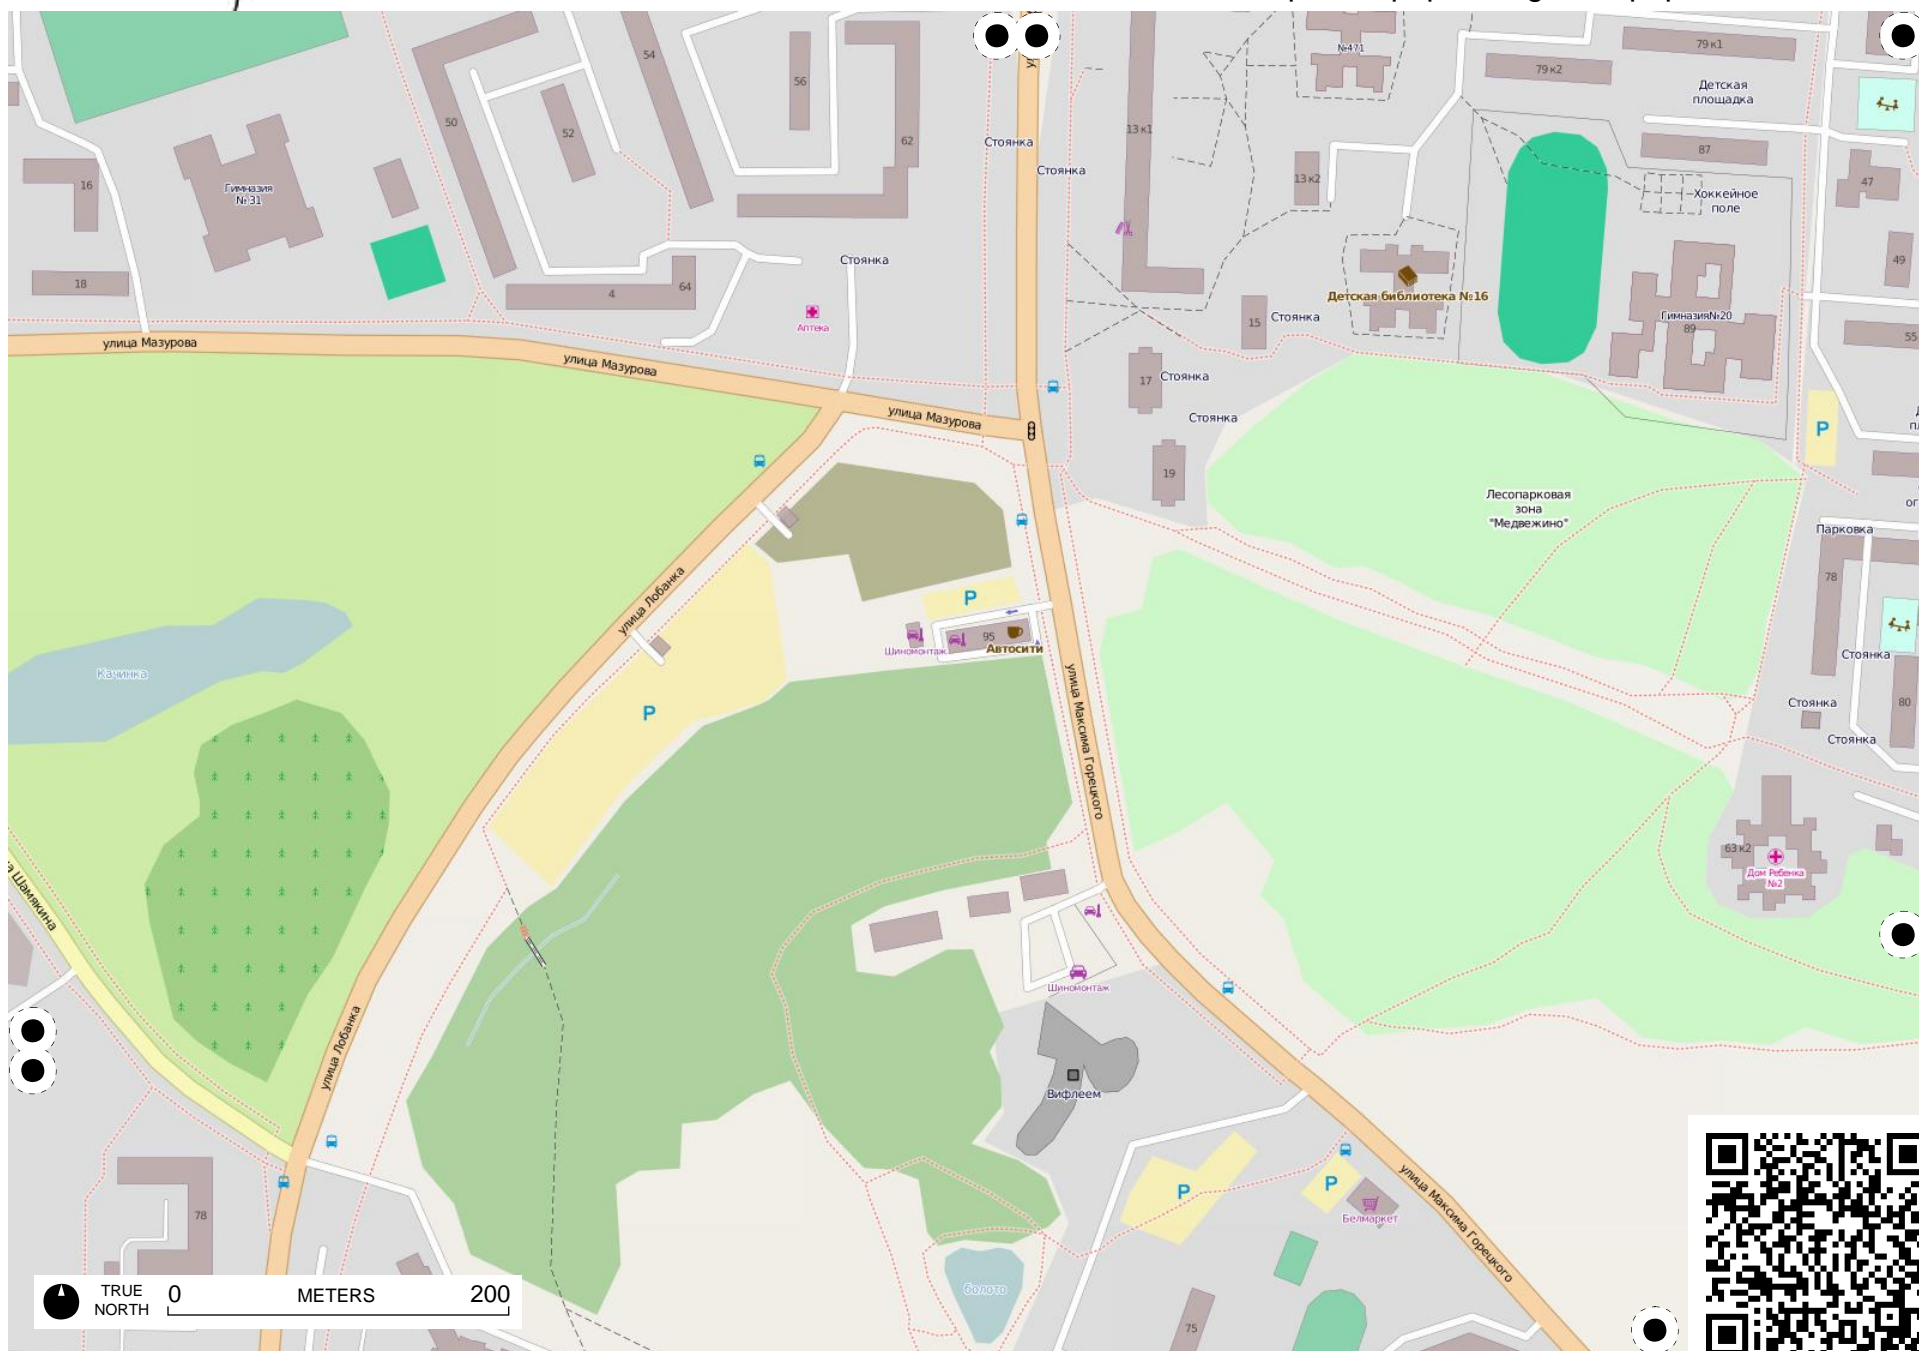 №471
79 к1
79 к2
54
56
50
52
62
13 к1
13 к2
Детская
площадка
87
47
Стоянка
Стоянка
16
Гимназия
№ 31
Хоккейное
поле
49
18
4
64
Стоянка
Аптека
Детская библиотека №16
15
Стоянка
Гимназия№20
89
55
улица Мазурова
улица Мазурова
улица Мазурова
17
Стоянка
Стоянка
19
P
Лесопарковая
зона
"Медвежино"
Парковка
78
улица Лобанка
P
95
Шиномонтаж
Автосити
Стоянка
Качинка
P
улица Максима Горецкого
Стоянка
80
Стоянка
63 к2
Дом Ребенка
№2
а Шамякина
Шиномонтаж
улица Лобанка
Вифлеем
78
P
P
Белмаркет
улица Максима Горецкого
болото
75
TRUE
NORTH
0 METERS 200